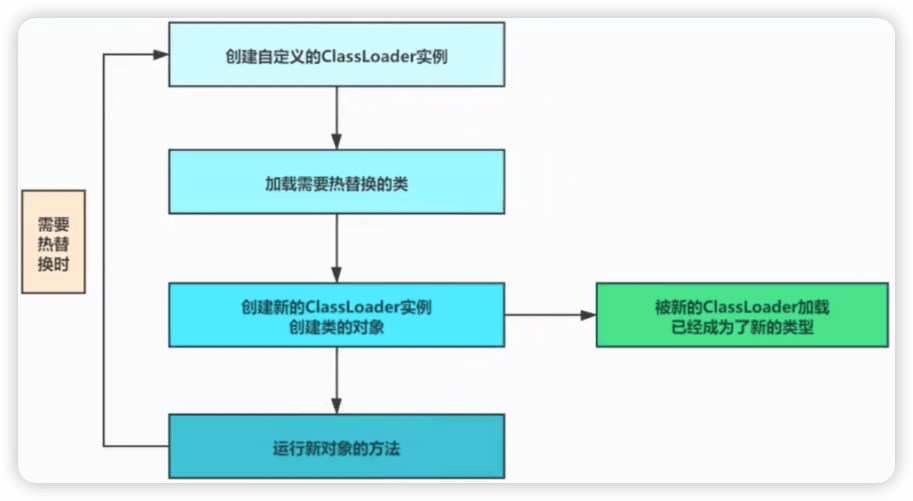 创建自定义的ClassLoader实例
加载需要热替换的类
需要
热替
换时
创建新的ClassLoader实例
创建类的对象
被新的ClassLoader加载
已经成为了新的类型
运行新对象的方法